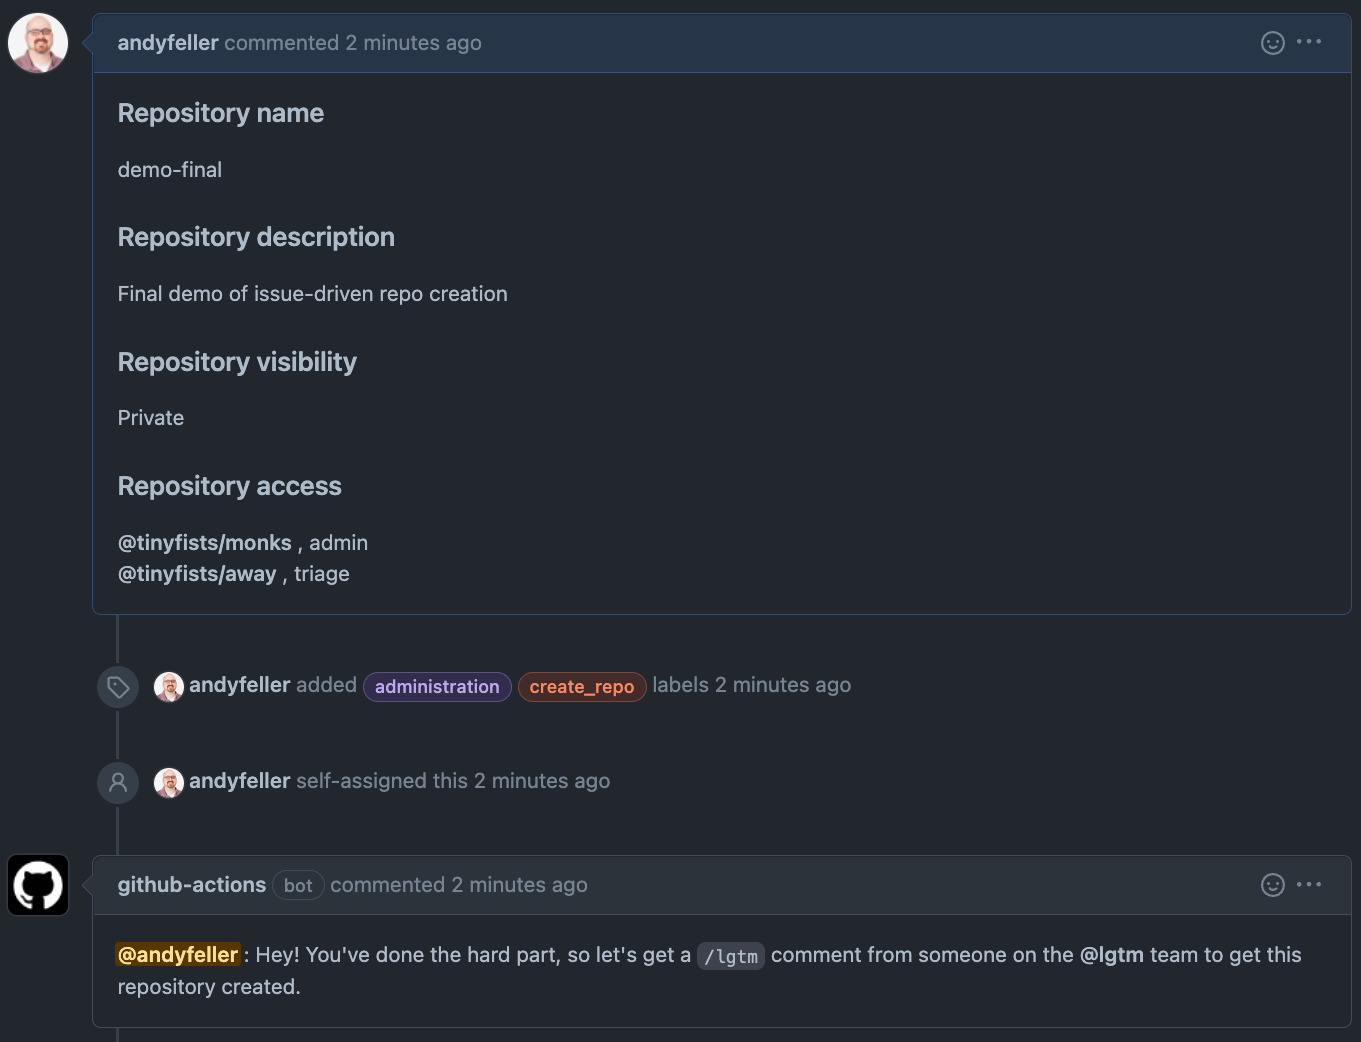 andyfeller commented 2 minutes ago
Repository name
demo-final
Repository description
Final demo of issue-driven repo creation
Repository visibility
Private
Repository access
@tinyfists/monks , admin
@tinyfists/away , triage
andyfeller added administration create_repo labels 2 minutes ago
andyfeller self-assigned this 2 minutes ago
github-actions bot commented 2 minutes ago
@andyfeller : Hey! You've done the hard part, so let's get a /lgtm comment from someone on the @lgtm team to get this
repository created.